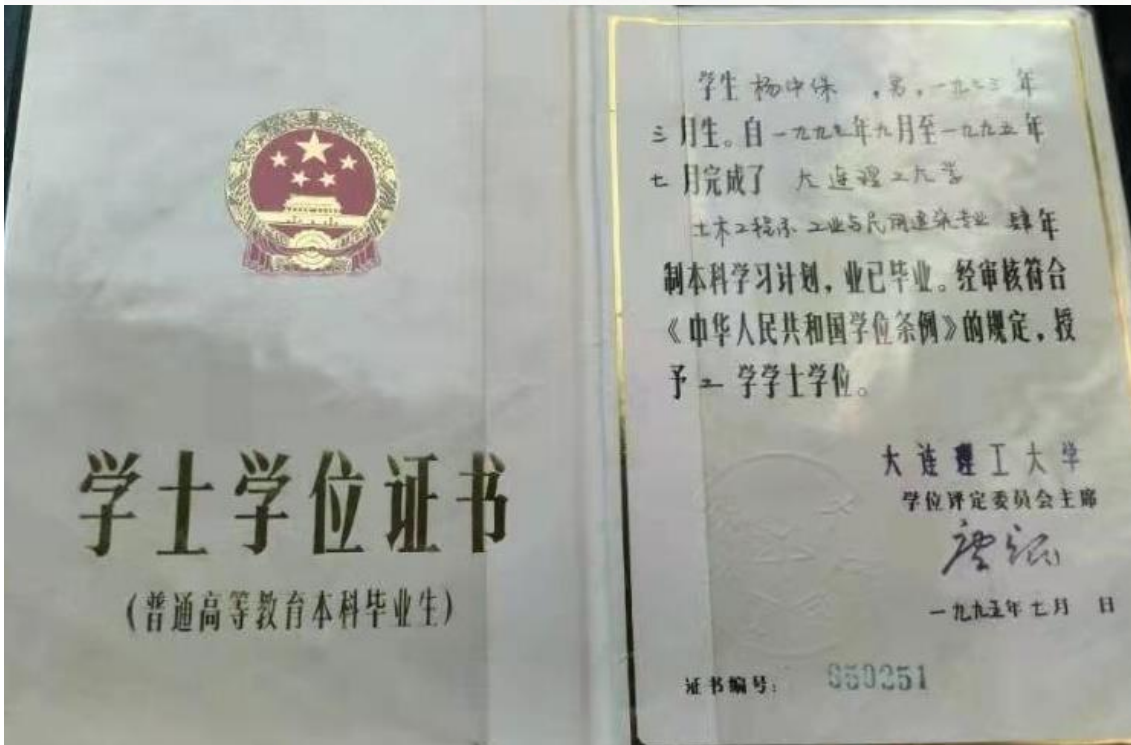 学士学位证书
(普通高等教育本科毕业生)
学生 杨中保 ,男,一九七三年
三月生。自一九九七年九月至一九九五年
七月完成了 大连理工大学
土木工程系 工业与民用建筑专业 肆年
制本科学习计划,业已毕业。经审核符合
《中华人民共和国学位条例》的规定,授
予 工 学学士学位。
大连理工大学
学位评定委员会主席
一九九五年七月 日
证书编号: 950251